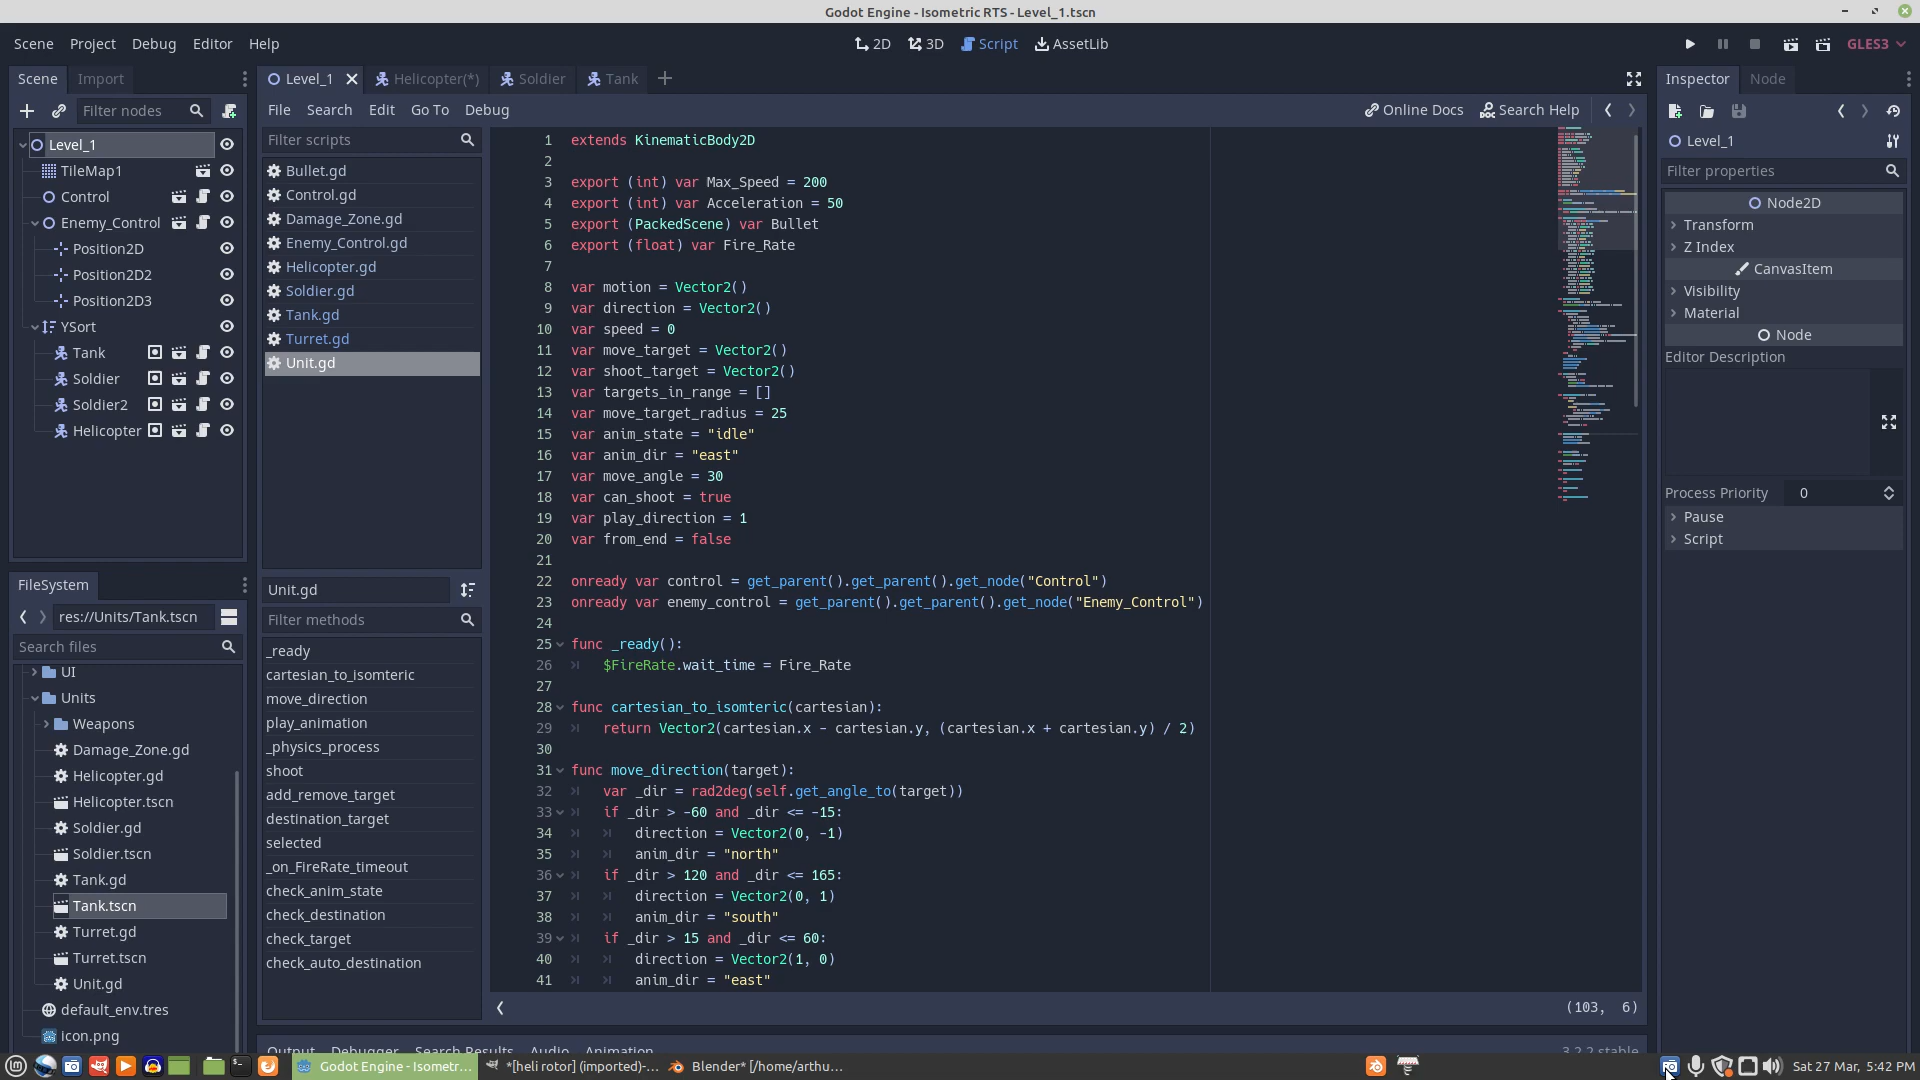 Godot Engine - Isometric RTS - Level_1.tscn
Scene Project Debug Editor Help
2D 3D Script AssetLib
GLES3
Scene Import
Filter nodes
Level_1
TileMap1
Control
Enemy_Control
Position2D
Position2D2
Position2D3
YSort
Tank
Soldier
Soldier2
Helicopter
FileSystem
res://Units/Tank.tscn
Search files
UI
Units
Weapons
Damage_Zone.gd
Helicopter.gd
Helicopter.tscn
Soldier.gd
Soldier.tscn
Tank.gd
Tank.tscn
Turret.gd
Turret.tscn
Unit.gd
default_env.tres
icon.png
Level_1 Helicopter(*) Soldier Tank
File Search Edit Go To Debug
Online Docs Search Help
Filter scripts
Bullet.gd
Control.gd
Damage_Zone.gd
Enemy_Control.gd
Helicopter.gd
Soldier.gd
Tank.gd
Turret.gd
Unit.gd
Unit.gd
Filter methods
_ready
cartesian_to_isomteric
move_direction
play_animation
_physics_process
shoot
add_remove_target
destination_target
selected
_on_FireRate_timeout
check_anim_state
check_destination
check_target
check_auto_destination
1 extends KinematicBody2D
2
3 export (int) var Max_Speed = 200
4 export (int) var Acceleration = 50
5 export (PackedScene) var Bullet
6 export (float) var Fire_Rate
7
8 var motion = Vector2()
9 var direction = Vector2()
10 var speed = 0
11 var move_target = Vector2()
12 var shoot_target = Vector2()
13 var targets_in_range = []
14 var move_target_radius = 25
15 var anim_state = "idle"
16 var anim_dir = "east"
17 var move_angle = 30
18 var can_shoot = true
19 var play_direction = 1
20 var from_end = false
21
22 onready var control = get_parent().get_parent().get_node("Control")
23 onready var enemy_control = get_parent().get_parent().get_node("Enemy_Control")
24
25 func _ready():
26 $FireRate.wait_time = Fire_Rate
27
28 func cartesian_to_isomteric(cartesian):
29 return Vector2(cartesian.x - cartesian.y, (cartesian.x + cartesian.y) / 2)
30
31 func move_direction(target):
32 var _dir = rad2deg(self.get_angle_to(target))
33 if _dir > -60 and _dir <= -15:
34 direction = Vector2(0, -1)
35 anim_dir = "north"
36 if _dir > 120 and _dir <= 165:
37 direction = Vector2(0, 1)
38 anim_dir = "south"
39 if _dir > 15 and _dir <= 60:
40 direction = Vector2(1, 0)
41 anim_dir = "east"
(103, 6)
Output Debugger Search Results Audio Animation
3.2.2.stable
Inspector Node
Level_1
Filter properties
Node2D
Transform
Z Index
CanvasItem
Visibility
Material
Node
Editor Description
Process Priority 0
Pause
Script
Godot Engine - Isometr...
*[heli rotor] (imported)-...
Blender* [/home/arthu...
Sat 27 Mar, 5:42 PM